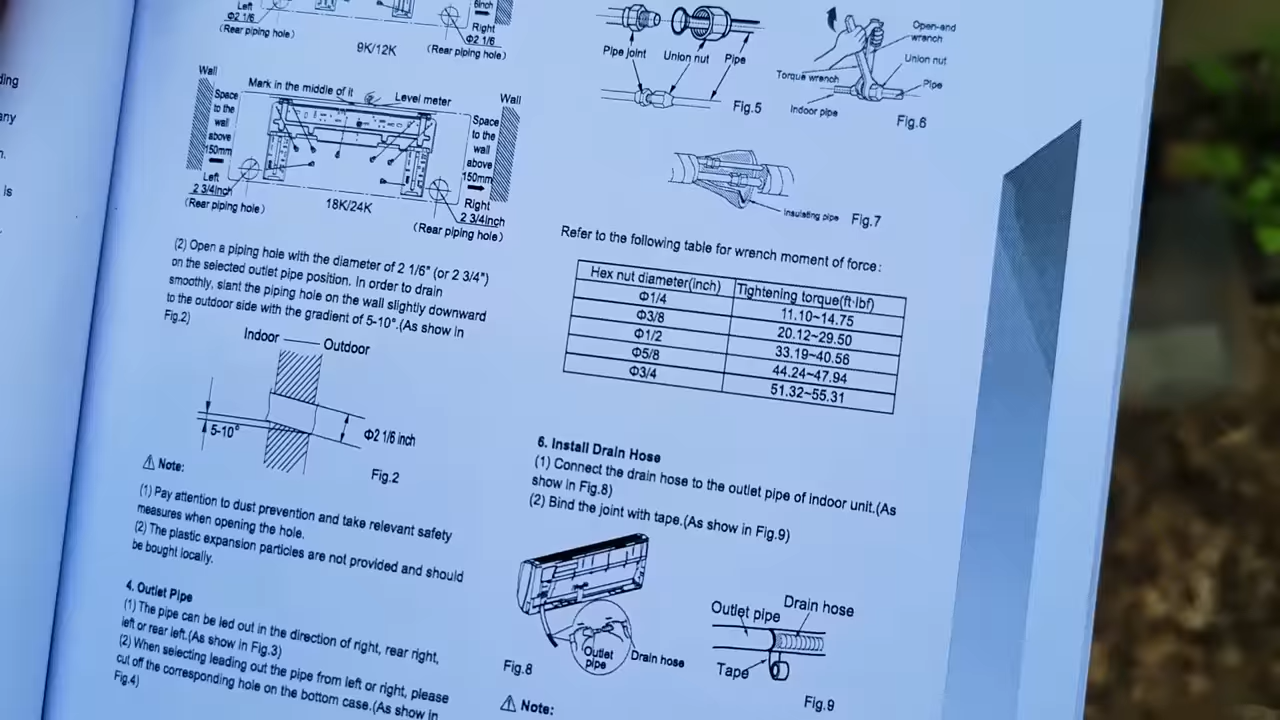 ding
any
n.
is
Left
Φ2 1/6
(Rear piping hole)
9K/12K
6inch
Right
Φ2 1/6
(Rear piping hole)
Wall
Mark in the middle of it
Level meter
Wall
Space
to the
wall
above
150mm
Left
2 3/4inch
(Rear piping hole)
18K/24K
Space
to the
wall
above
150mm
Right
2 3/4inch
(Rear piping hole)
(2) Open a piping hole with the diameter of 2 1/6" (or 2 3/4")
on the selected outlet pipe position. In order to drain
smoothly, slant the piping hole on the wall slightly downward
to the outdoor side with the gradient of 5-10°.(As show in
Fig.2)
Indoor
Outdoor
5-10°
Φ2 1/6 inch
Fig.2
Note:
(1) Pay attention to dust prevention and take relevant safety
measures when opening the hole.
(2) The plastic expansion particles are not provided and should
be bought locally.
4. Outlet Pipe
(1) The pipe can be led out in the direction of right, rear right,
left or rear left.(As show in Fig.3)
(2) When selecting leading out the pipe from left or right, please
cut off the corresponding hole on the bottom case.(As show in
Fig.4)
Pipe joint
Union nut
Pipe
Fig.5
Open-end
wrench
Union nut
Torque wrench
Pipe
Indoor pipe
Fig.6
Insulating pipe
Fig.7
Refer to the following table for wrench moment of force:
Hex nut diameter(inch) Tightening torque(ft·lbf)
Φ1/4 11.10~14.75
Φ3/8 20.12~29.50
Φ1/2 33.19~40.56
Φ5/8 44.24~47.94
Φ3/4 51.32~55.31
6. Install Drain Hose
(1) Connect the drain hose to the outlet pipe of indoor unit.(As
show in Fig.8)
(2) Bind the joint with tape.(As show in Fig.9)
Outlet
pipe
Drain hose
Fig.8
Outlet pipe
Drain hose
Tape
Fig.9
Note: